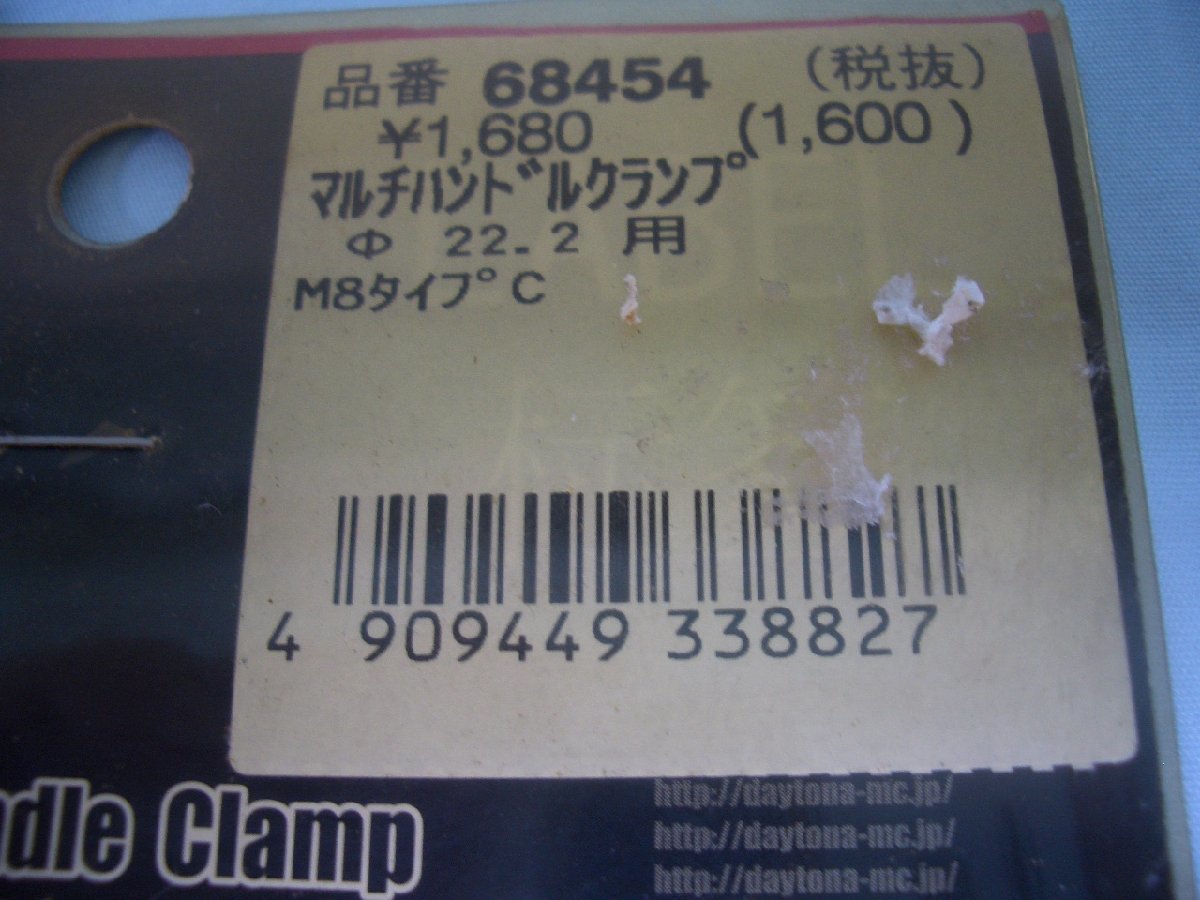 品番 68454 （税抜）
¥1,680 (1,600 )
ﾏﾙﾁﾊﾝﾄﾞﾙｸﾗﾝﾌﾟ
Φ 22.2 用
M8ﾀｲﾌﾟC
4 909449 338827
ndle Clamp
http://daytona-mc.jp/
http://daytona-mc.jp/
http://daytona-mc.jp/